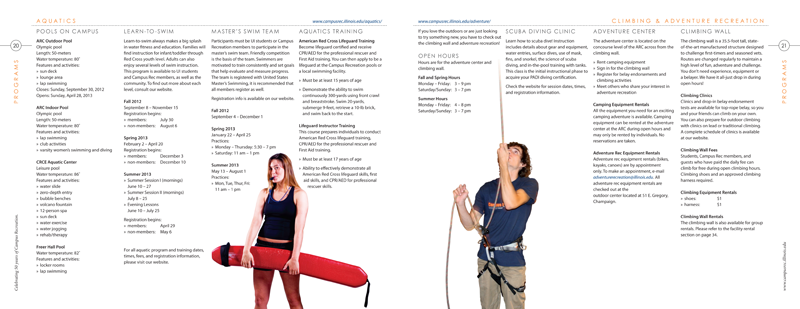 AQUATICS
www.campusrec.illinois.edu/aquatics/
20
PROGRAMS
Celebrating 50 years of Campus Recreation
POOLS ON CAMPUS
ARC Outdoor Pool
Olympic pool
Length: 50 meters
Water temperature: 80˚
Features and activities:
» sun deck
» lounge area
» lap swimming
Closes: Sunday, September 30, 2012
Opens: Sunday, April 28, 2013
ARC Indoor Pool
Olympic pool
Length: 50 meters
Water temperature: 80˚
Features and activities:
» lap swimming
» club activities
» varsity women's swimming and diving
CRCE Aquatic Center
Leisure pool
Water temperature: 86˚
Features and activities:
» water slide
» zero-depth entry
» bubble benches
» volcano fountain
» 12-person spa
» sun deck
» water exercise
» water jogging
» rehab/therapy
Freer Hall Pool
Water temperature: 82˚
Features and activities:
» locker rooms
» lap swimming
LEARN-TO-SWIM
Learn-to-swim always makes a big splash
in water fitness and education. Families will
find instruction for infant/toddler through
Red Cross youth level. Adults can also
enjoy several levels of swim instruction.
This program is available to UI students
and Campus Rec members, as well as the
community. To find out more about each
level, consult our website.
Fall 2012
September 8 – November 15
Registration begins:
» members: July 30
» non-members: August 6
Spring 2013
February 2 – April 20
Registration begins:
» members: December 3
» non-members: December 10
Summer 2013
» Summer Session I (mornings)
June 10 – 27
» Summer Session II (mornings)
July 8 – 25
» Evening Lessons
June 10 – July 25
Registration begins:
» members: April 29
» non-members: May 6
For all aquatic program and training dates,
times, fees, and registration information,
please visit our website.
MASTER'S SWIM TEAM
Participants must be UI students or Campus
Recreation members to participate in the
master's swim team. Friendly competition
is the basis of the team. Swimmers are
motivated to train consistently and set goals
that help evaluate and measure progress.
The team is registered with United States
Masters Swimming. It is recommended that
all members register as well.
Registration info is available on our website.
Fall 2012
September 4 – December 1
Spring 2013
January 22 – April 25
Practices
» Monday – Thursday: 5:30 – 7 pm
» Saturday: 11 am – 1 pm
Summer 2013
May 13 – August 1
Practices
» Mon, Tue, Thur, Fri
11 am – 1 pm
AQUATICS TRAINING
American Red Cross Lifeguard Training
Become lifeguard certified and receive
CPR/AED for the professional rescuer and
First Aid training. You can then apply to be a
lifeguard at the Campus Recreation pools or
a local swimming facility.
» Must be at least 15 years of age
» Demonstrate the ability to swim
continuously 300-yards using front crawl
and breaststroke. Swim 20-yards,
submerge 9-feet, retrieve a 10-lb brick,
and swim back to the start.
Lifeguard Instructor Training
This course prepares individuals to conduct
American Red Cross lifeguard training,
CPR/AED for the professional rescuer and
First Aid training.
» Must be at least 17 years of age
» Ability to effectively demonstrate all
American Red Cross lifeguard skills, first
aid skills, and CPR/AED for professional
rescuer skills.
www.campusrec.illinois.edu/adventure/
CLIMBING & ADVENTURE RECREATION
If you love the outdoors or are just looking
to try something new, you have to check out
the climbing wall and adventure recreation!
OPEN HOURS
Hours are for the adventure center and
climbing wall.
Fall and Spring Hours
Monday - Friday: 3 – 9 pm
Saturday/Sunday: 3 – 7 pm
Summer Hours
Monday - Friday: 4 – 8 pm
Saturday/Sunday: 3 – 7 pm
SCUBA DIVING CLINIC
Learn how to scuba dive! Instruction
includes details about gear and equipment,
water entries, surface dives, use of mask,
fins, and snorkel, the science of scuba
diving, and in-the-pool training with tanks.
This class is the initial instructional phase to
acquire your PADI diving certification.
Check the website for session dates, times,
and registration information.
ADVENTURE CENTER
The adventure center is located on the
concourse level of the ARC across from the
climbing wall.
» Rent camping equipment
» Sign in for the climbing wall
» Register for belay endorsements and
climbing activities
» Meet others who share your interest in
adventure recreation
Camping Equipment Rentals
All the equipment you need for an exciting
camping adventure is available. Camping
equipment can be rented at the adventure
center at the ARC during open hours and
may only be rented by individuals. No
reservations are taken.
Adventure Rec Equipment Rentals
Adventure rec equipment rentals (bikes,
kayaks, canoes) are by appointment
only. To make an appointment, e-mail
adventurerecreation@illinois.edu. All
adventure rec equipment rentals are
checked out at the
outdoor center located at 51 E. Gregory,
Champaign.
CLIMBING WALL
The climbing wall is a 35.5-foot tall, state-
of-the-art manufactured structure designed
to challenge first-timers and seasoned vets.
Routes are changed regularly to maintain a
high level of fun, adventure and challenge.
You don't need experience, equipment or
a belayer. We have it all–just drop in during
open hours!
Climbing Clinics
Clinics and drop-in belay endorsement
tests are available for top-rope belay, so you
and your friends can climb on your own.
You can also prepare for outdoor climbing
with clinics on lead or traditional climbing.
A complete schedule of clinics is available
at our website.
Climbing Wall Fees
Students, Campus Rec members, and
guests who have paid the daily fee can
climb for free during open climbing hours.
Climbing shoes and an approved climbing
harness required.
Climbing Equipment Rentals
» shoes: $1
» harness: $1
Climbing Wall Rentals
The climbing wall is also available for group
rentals. Please refer to the facility rental
section on page 34.
21
PROGRAMS
www.campusrec.illinois.edu